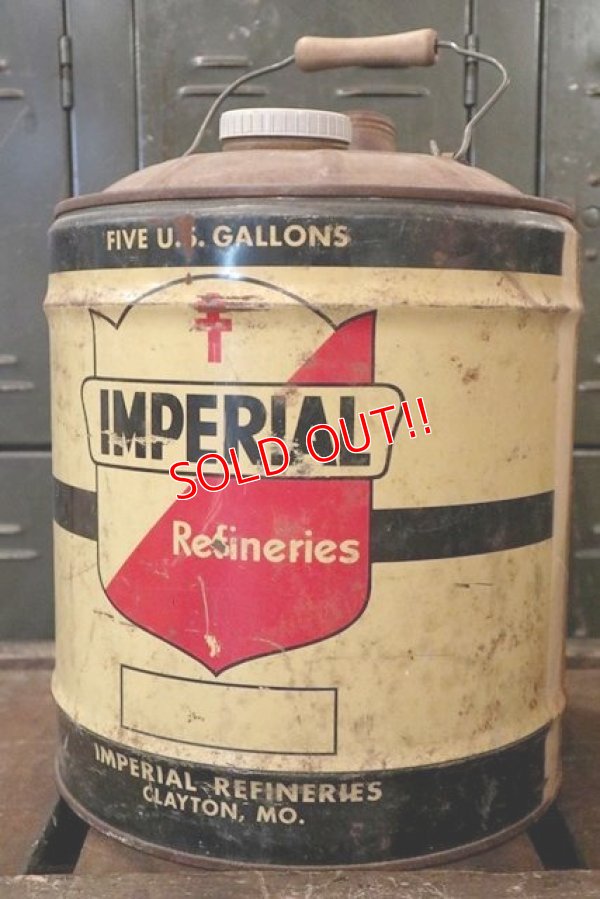 FIVE U.S. GALLONS
IMPERIAL
SOLD OUT!!
Refineries
IMPERIAL REFINERIES
CLAYTON, MO.